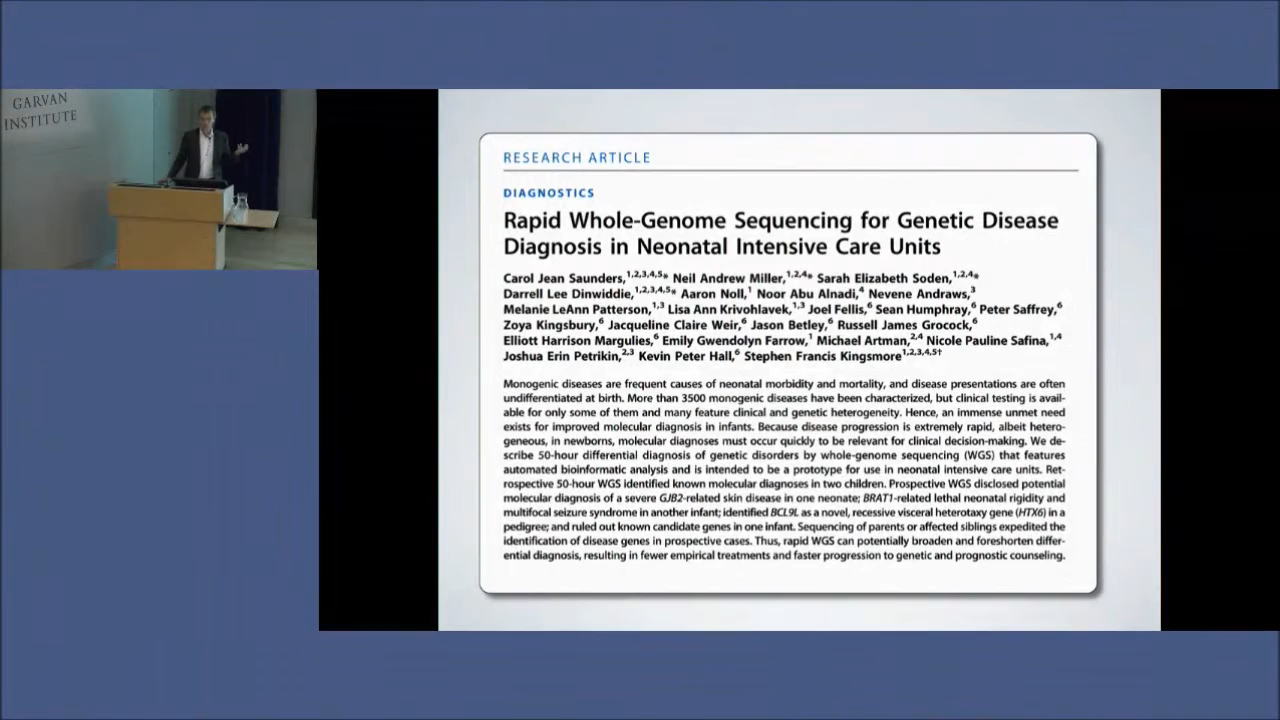 GARVAN
INSTITUTE
RESEARCH ARTICLE
DIAGNOSTICS
Rapid Whole-Genome Sequencing for Genetic Disease
Diagnosis in Neonatal Intensive Care Units
Carol Jean Saunders,1,2,3,4,5* Neil Andrew Miller,1,2,4* Sarah Elizabeth Soden,1,2,4*
Darrell Lee Dinwiddie,1,2,3,4,5* Aaron Noll,1 Noor Abu Alnadi,4 Nevene Andraws,3
Melanie LeAnn Patterson,1,3 Lisa Ann Krivohlavek,1,3 Joel Fellis,6 Sean Humphray,6 Peter Saffrey,6
Zoya Kingsbury,6 Jacqueline Claire Weir,6 Jason Betley,6 Russell James Grocock,6
Elliott Harrison Margulies,6 Emily Gwendolyn Farrow,1 Michael Artman,2,4 Nicole Pauline Safina,1,4
Joshua Erin Petrikin,2,3 Kevin Peter Hall,6 Stephen Francis Kingsmore1,2,3,4,5†
Monogenic diseases are frequent causes of neonatal morbidity and mortality, and disease presentations are often
undifferentiated at birth. More than 3500 monogenic diseases have been characterized, but clinical testing is avail-
able for only some of them and many feature clinical and genetic heterogeneity. Hence, an immense unmet need
exists for improved molecular diagnosis in infants. Because disease progression is extremely rapid, albeit hetero-
geneous, in newborns, molecular diagnoses must occur quickly to be relevant for clinical decision-making. We de-
scribe 50-hour differential diagnosis of genetic disorders by whole-genome sequencing (WGS) that features
automated bioinformatic analysis and is intended to be a prototype for use in neonatal intensive care units. Ret-
rospective 50-hour WGS identified known molecular diagnoses in two children. Prospective WGS disclosed potential
molecular diagnosis of a severe GJB2-related skin disease in one neonate; BRAT1-related lethal neonatal rigidity and
multifocal seizure syndrome in another infant; identified BCL9L as a novel, recessive visceral heterotaxy gene (HTX6) in a
pedigree; and ruled out known candidate genes in one infant. Sequencing of parents or affected siblings expedited the
identification of disease genes in prospective cases. Thus, rapid WGS can potentially broaden and foreshorten differ-
ential diagnosis, resulting in fewer empirical treatments and faster progression to genetic and prognostic counseling.